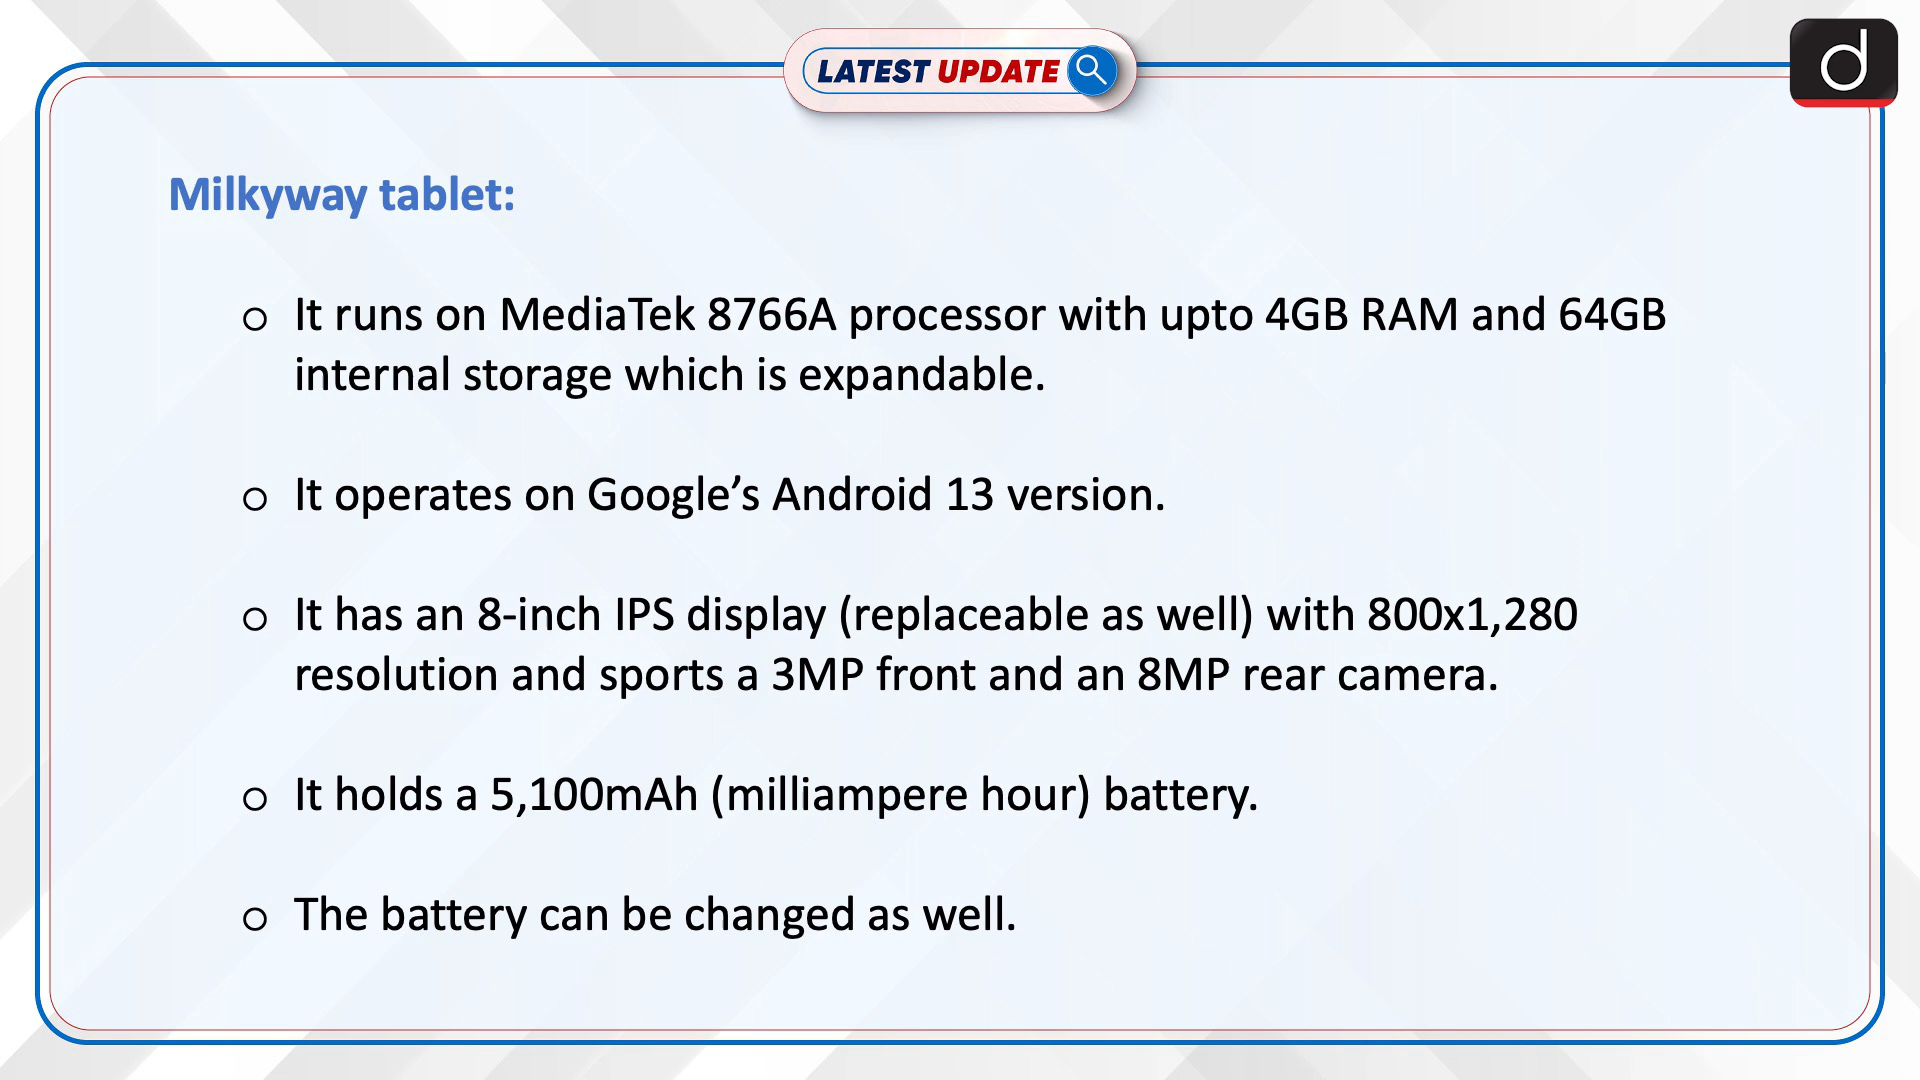 LATEST UPDATE
d
Milkyway tablet:
o It runs on MediaTek 8766A processor with upto 4GB RAM and 64GB
internal storage which is expandable.
o It operates on Google’s Android 13 version.
o It has an 8-inch IPS display (replaceable as well) with 800x1,280
resolution and sports a 3MP front and an 8MP rear camera.
o It holds a 5,100mAh (milliampere hour) battery.
o The battery can be changed as well.